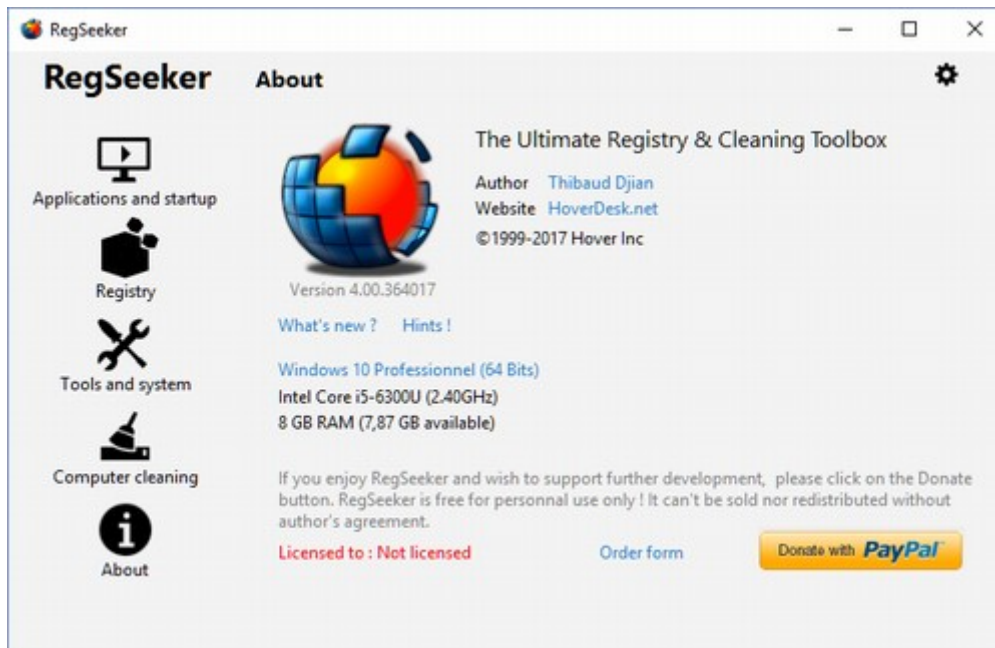 RegSeeker
RegSeeker
About
Applications and startup
Registry
Tools and system
Computer cleaning
About
The Ultimate Registry & Cleaning Toolbox
Author Thibaud Djian
Website HoverDesk.net
©1999-2017 Hover Inc
Version 4.00.364017
What's new ? Hints !
Windows 10 Professionnel (64 Bits)
Intel Core i5-6300U (2.40GHz)
8 GB RAM (7,87 GB available)
If you enjoy RegSeeker and wish to support further development, please click on the Donate
button. RegSeeker is free for personnal use only ! It can't be sold nor redistributed without
author's agreement.
Licensed to : Not licensed
Order form
Donate with PayPal